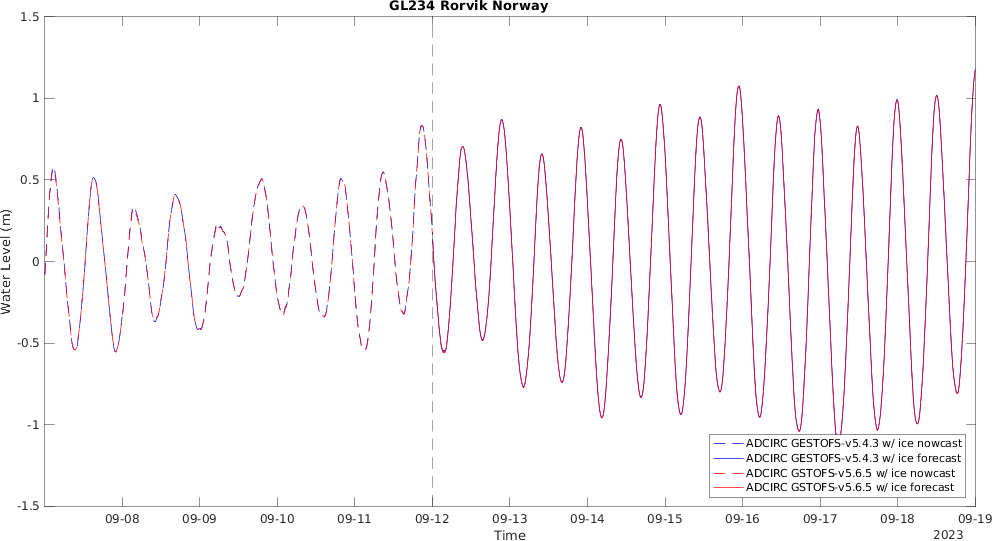 GL234 Rorvik Norway
1.5
1
0.5
0
-0.5
-1
-1.5
Water Level (m)
ADCIRC GESTOFS-v5.4.3 w/ ice nowcast
ADCIRC GESTOFS-v5.4.3 w/ ice forecast
ADCIRC GSTOFS-v5.6.5 w/ ice nowcast
ADCIRC GSTOFS-v5.6.5 w/ ice forecast
09-08 09-09 09-10 09-11 09-12 09-13 09-14 09-15 09-16 09-17 09-18 09-19
Time
2023